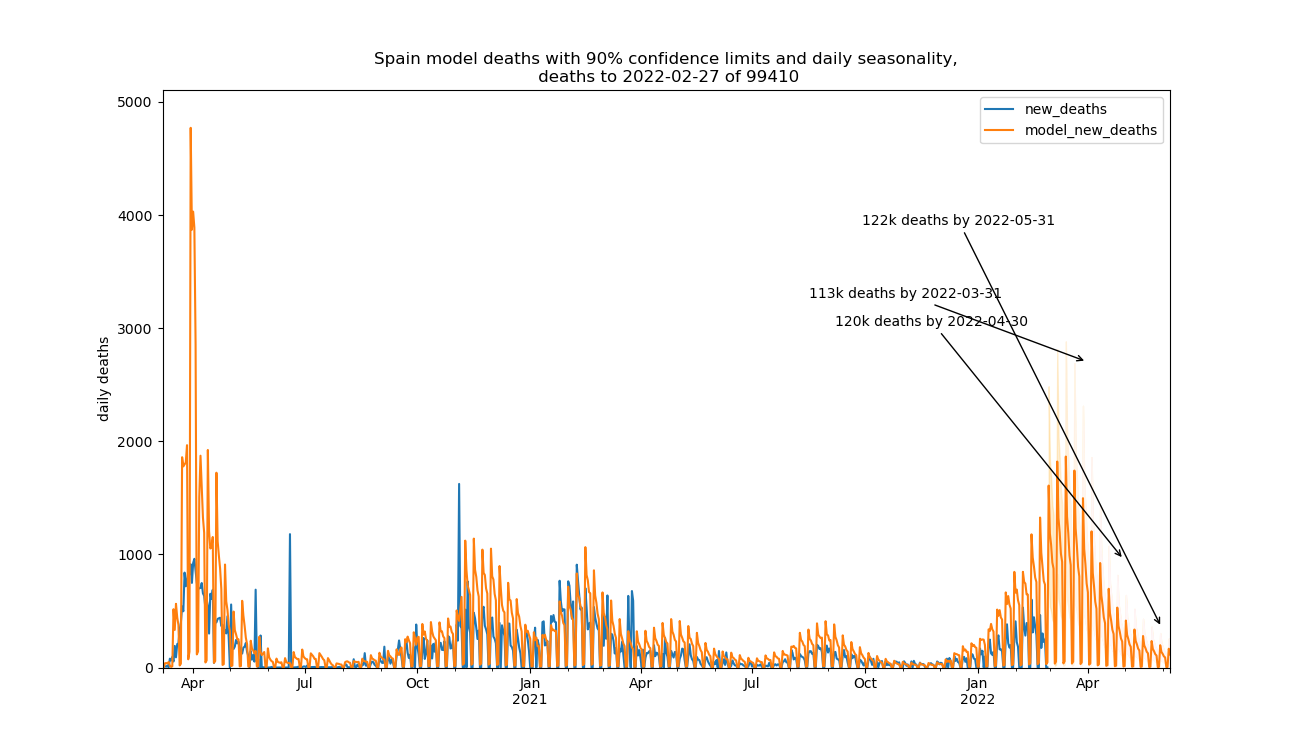 Spain model deaths with 90% confidence limits and daily seasonality,
deaths to 2022-02-27 of 99410
new_deaths
model_new_deaths
daily deaths
5000
4000
3000
2000
1000
0
122k deaths by 2022-05-31
113k deaths by 2022-03-31
120k deaths by 2022-04-30
Apr
Jul
Oct
Jan
2021
Apr
Jul
Oct
Jan
2022
Apr